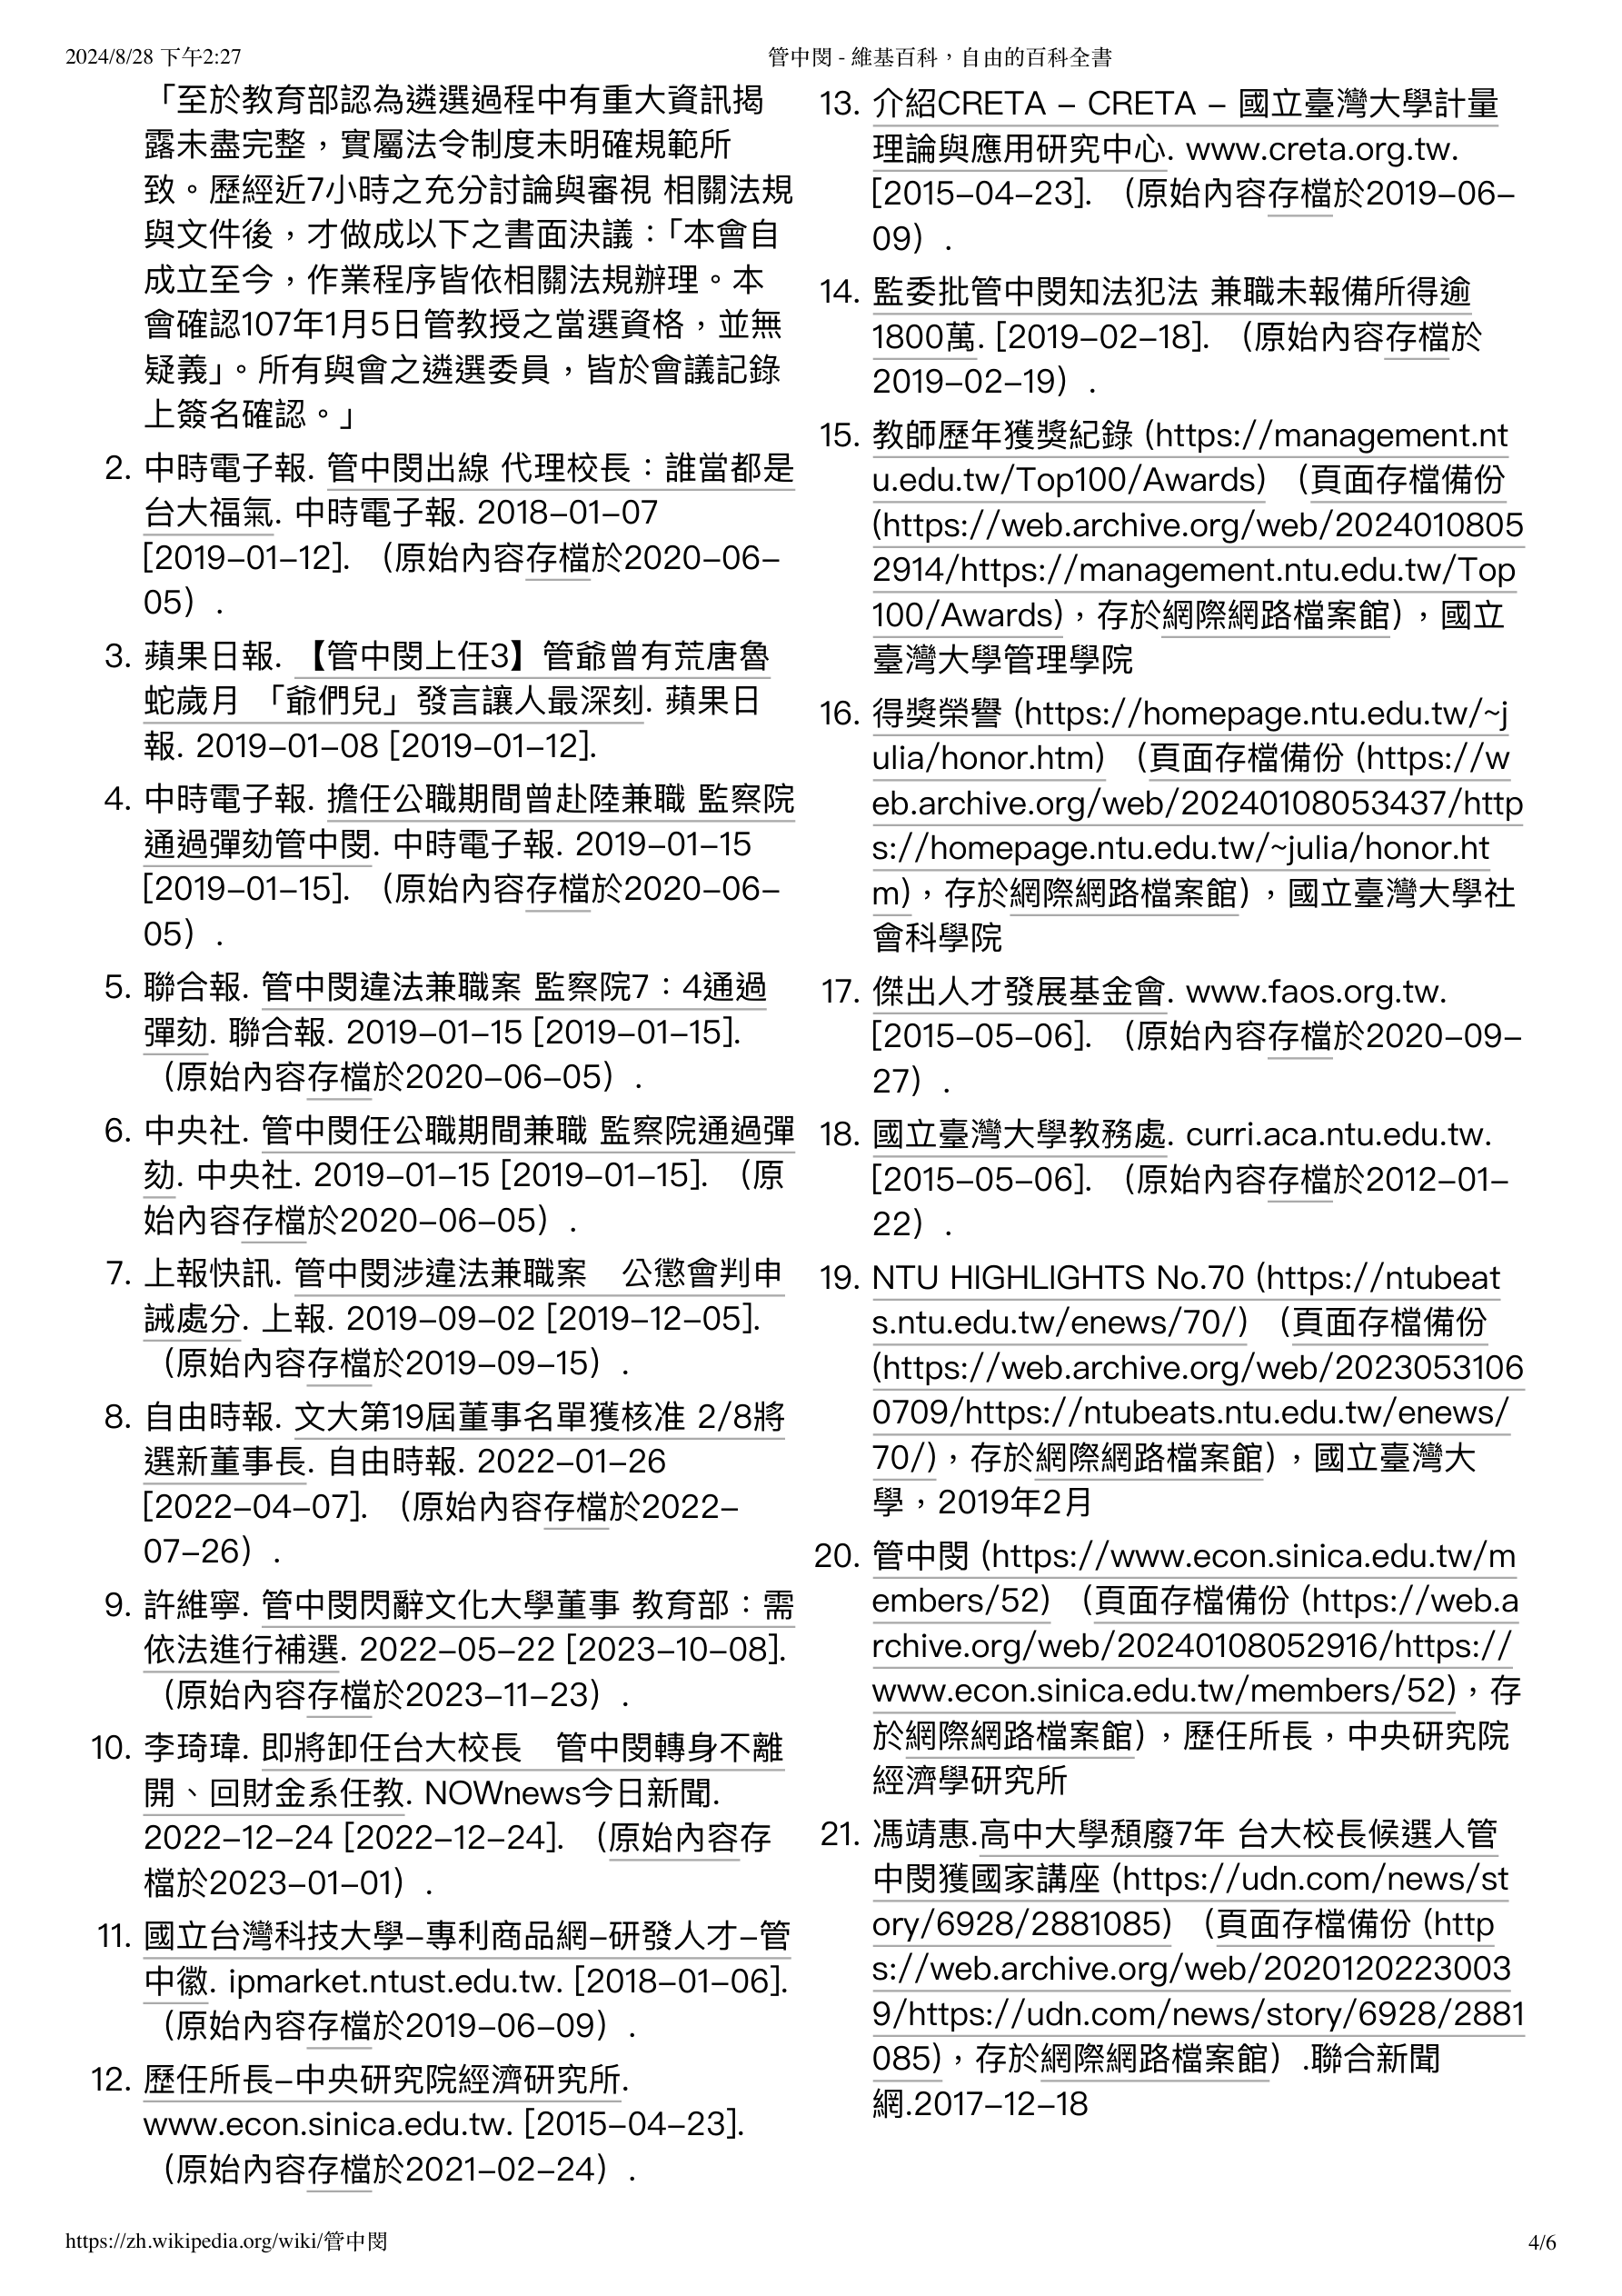 2024/8/28 下午2:27
管中閔 - 維基百科，自由的百科全書
「至於教育部認為遴選過程中有重大資訊揭
露未盡完整，實屬法令制度未明確規範所
致。歷經近7小時之充分討論與審視 相關法規
與文件後，才做成以下之書面決議：「本會自
成立至今，作業程序皆依相關法規辦理。本
會確認107年1月5日管教授之當選資格，並無
疑義」。所有與會之遴選委員，皆於會議記錄
上簽名確認。」
2. 中時電子報. 管中閔出線 代理校長：誰當都是
台大福氣. 中時電子報. 2018-01-07
[2019-01-12]. （原始內容存檔於2020-06-
05）.
3. 蘋果日報. 【管中閔上任3】管爺曾有荒唐魯
蛇歲月 「爺們兒」發言讓人最深刻. 蘋果日
報. 2019-01-08 [2019-01-12].
4. 中時電子報. 擔任公職期間曾赴陸兼職 監察院
通過彈劾管中閔. 中時電子報. 2019-01-15
[2019-01-15]. （原始內容存檔於2020-06-
05）.
5. 聯合報. 管中閔違法兼職案 監察院7：4通過
彈劾. 聯合報. 2019-01-15 [2019-01-15].
（原始內容存檔於2020-06-05）.
6. 中央社. 管中閔任公職期間兼職 監察院通過彈
劾. 中央社. 2019-01-15 [2019-01-15]. （原
始內容存檔於2020-06-05）.
7. 上報快訊. 管中閔涉違法兼職案　公懲會判申
誡處分. 上報. 2019-09-02 [2019-12-05].
（原始內容存檔於2019-09-15）.
8. 自由時報. 文大第19屆董事名單獲核准 2/8將
選新董事長. 自由時報. 2022-01-26
[2022-04-07]. （原始內容存檔於2022-
07-26）.
9. 許維寧. 管中閔閃辭文化大學董事 教育部：需
依法進行補選. 2022-05-22 [2023-10-08].
（原始內容存檔於2023-11-23）.
10. 李琦瑋. 即將卸任台大校長　管中閔轉身不離
開、回財金系任教. NOWnews今日新聞.
2022-12-24 [2022-12-24]. （原始內容存
檔於2023-01-01）.
11. 國立台灣科技大學-專利商品網-研發人才-管
中徽. ipmarket.ntust.edu.tw. [2018-01-06].
（原始內容存檔於2019-06-09）.
12. 歷任所長-中央研究院經濟研究所.
www.econ.sinica.edu.tw. [2015-04-23].
（原始內容存檔於2021-02-24）.
13. 介紹CRETA – CRETA – 國立臺灣大學計量
理論與應用研究中心. www.creta.org.tw.
[2015-04-23]. （原始內容存檔於2019-06-
09）.
14. 監委批管中閔知法犯法 兼職未報備所得逾
1800萬. [2019-02-18]. （原始內容存檔於
2019-02-19）.
15. 教師歷年獲獎紀錄 (https://management.nt
u.edu.tw/Top100/Awards) （頁面存檔備份
(https://web.archive.org/web/2024010805
2914/https://management.ntu.edu.tw/Top
100/Awards)，存於網際網路檔案館），國立
臺灣大學管理學院
16. 得獎榮譽 (https://homepage.ntu.edu.tw/~j
ulia/honor.htm) （頁面存檔備份 (https://w
eb.archive.org/web/20240108053437/http
s://homepage.ntu.edu.tw/~julia/honor.ht
m)，存於網際網路檔案館），國立臺灣大學社
會科學院
17. 傑出人才發展基金會. www.faos.org.tw.
[2015-05-06]. （原始內容存檔於2020-09-
27）.
18. 國立臺灣大學教務處. curri.aca.ntu.edu.tw.
[2015-05-06]. （原始內容存檔於2012-01-
22）.
19. NTU HIGHLIGHTS No.70 (https://ntubeat
s.ntu.edu.tw/enews/70/) （頁面存檔備份
(https://web.archive.org/web/2023053106
0709/https://ntubeats.ntu.edu.tw/enews/
70/)，存於網際網路檔案館），國立臺灣大
學，2019年2月
20. 管中閔 (https://www.econ.sinica.edu.tw/m
embers/52) （頁面存檔備份 (https://web.a
rchive.org/web/20240108052916/https://
www.econ.sinica.edu.tw/members/52)，存
於網際網路檔案館），歷任所長，中央研究院
經濟學研究所
21. 馮靖惠.高中大學頹廢7年 台大校長候選人管
中閔獲國家講座 (https://udn.com/news/st
ory/6928/2881085) （頁面存檔備份 (http
s://web.archive.org/web/2020120223003
9/https://udn.com/news/story/6928/2881
085)，存於網際網路檔案館）.聯合新聞
網.2017-12-18
https://zh.wikipedia.org/wiki/管中閔
4/6